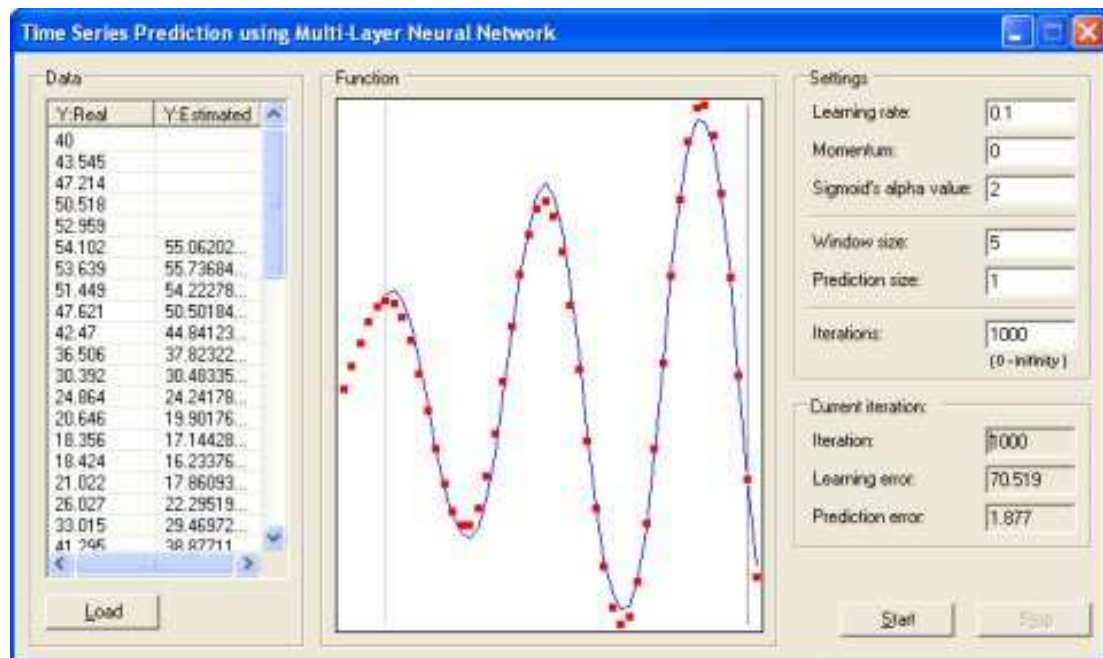 Time Series Prediction using Multi-Layer Neural Network
Data
Y:Real Y:Estimated
40
43.545
47.214
50.518
52.959
54.102 55.06202...
53.639 55.73684...
51.449 54.22278...
47.621 50.50184...
42.47 44.84123...
36.506 37.82322...
30.392 30.48335...
24.864 24.24178...
20.646 19.90176...
18.356 17.14428...
18.424 16.23376...
21.022 17.86093...
26.027 22.29519...
33.015 29.46972...
41.295 38.87711
Load
Function
Settings
Learning rate: 0.1
Momentum: 0
Sigmoid's alpha value: 2
Window size: 5
Prediction size: 1
Iterations: 1000
( 0 - infinity )
Current iteration:
Iteration: 1000
Learning error: 70.519
Prediction error: 1.877
Start Stop